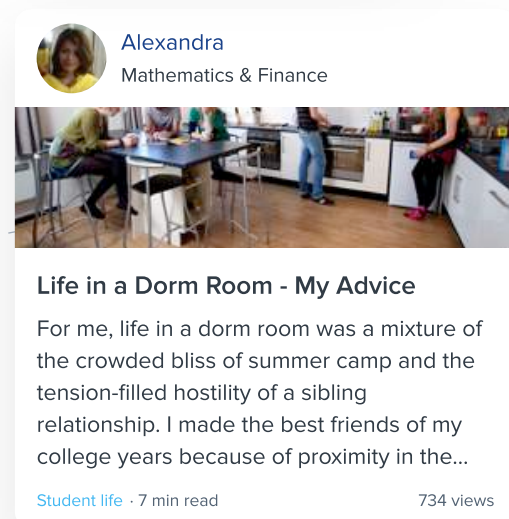 Alexandra
Mathematics & Finance
Life in a Dorm Room - My Advice
For me, life in a dorm room was a mixture of
the crowded bliss of summer camp and the
tension-filled hostility of a sibling
relationship. I made the best friends of my
college years because of proximity in the...
Student life · 7 min read 734 views